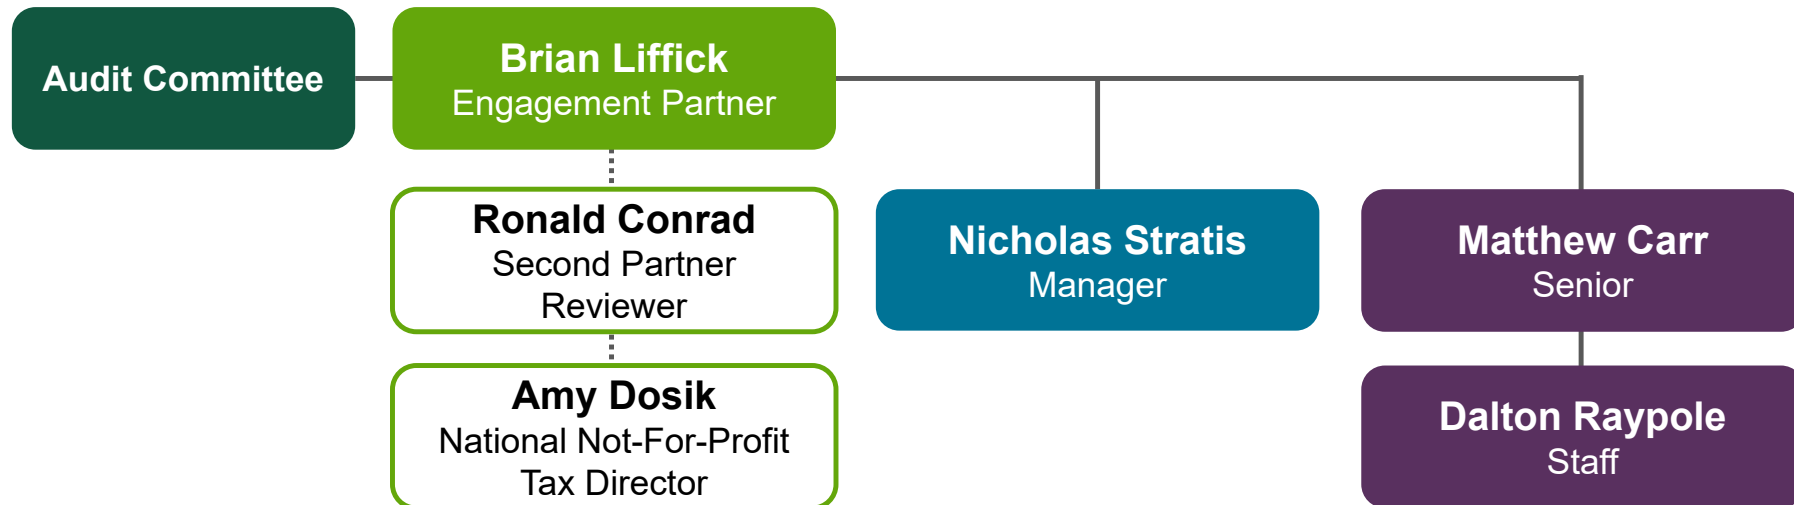 Audit Committee
Brian Liffick
Engagement Partner
Ronald Conrad
Second Partner
Reviewer
Amy Dosik
National Not-For-Profit
Tax Director
Nicholas Stratis
Manager
Matthew Carr
Senior
Dalton Raypole
Staff